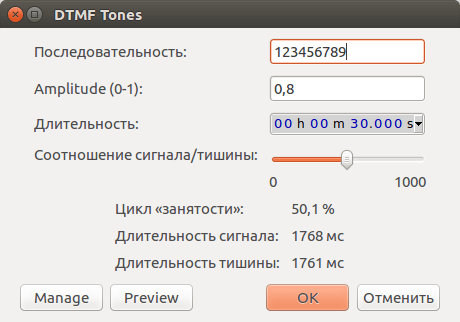 DTMF Tones
Последовательность: 123456789
Amplitude (0-1): 0,8
Длительность: 00 h 00 m 30.000 s
Соотношение сигнала/тишины:
0 1000
Цикл «занятости»: 50,1 %
Длительность сигнала: 1768 мс
Длительность тишины: 1761 мс
Manage Preview OK Отменить